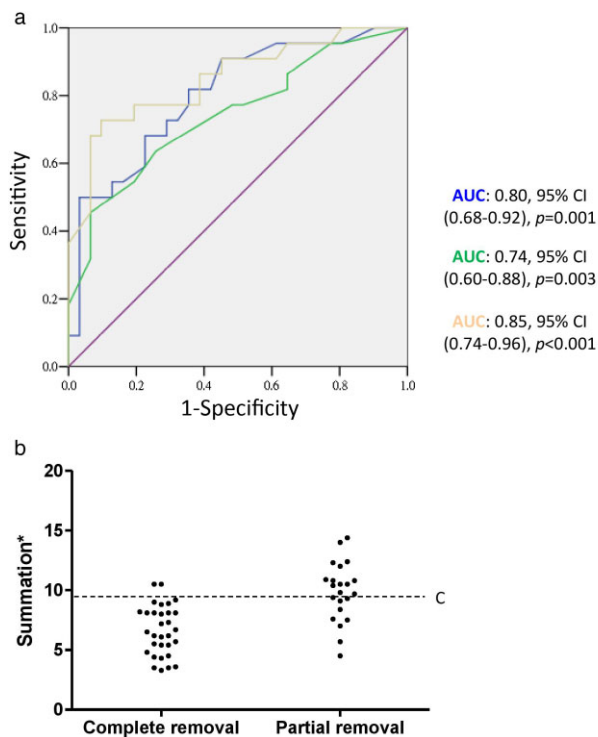 a
1.0
0.8
0.6
0.4
0.2
0.0
Sensitivity
0.0 0.2 0.4 0.6 0.8 1.0
1-Specificity
AUC: 0.80, 95% CI
(0.68-0.92), p=0.001
AUC: 0.74, 95% CI
(0.60-0.88), p=0.003
AUC: 0.85, 95% CI
(0.74-0.96), p<0.001
b
20
15
10
5
0
Summation*
C
Complete removal Partial removal